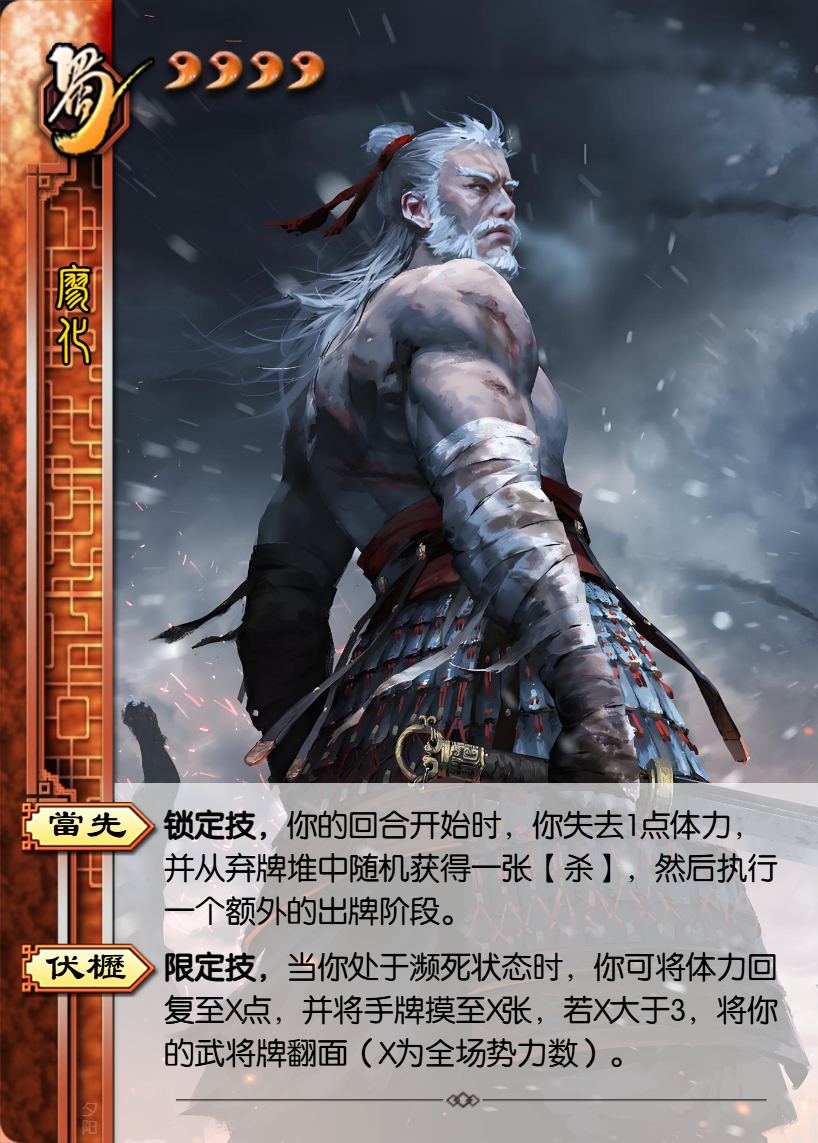 蜀
廖化
當先
锁定技，你的回合开始时，你失去1点体力，
并从弃牌堆中随机获得一张【杀】，然后执行
一个额外的出牌阶段。
伏櫪
限定技，当你处于濒死状态时，你可将体力回
复至X点，并将手牌摸至X张，若X大于3，将你
的武将牌翻面（X为全场势力数）。
夕阳